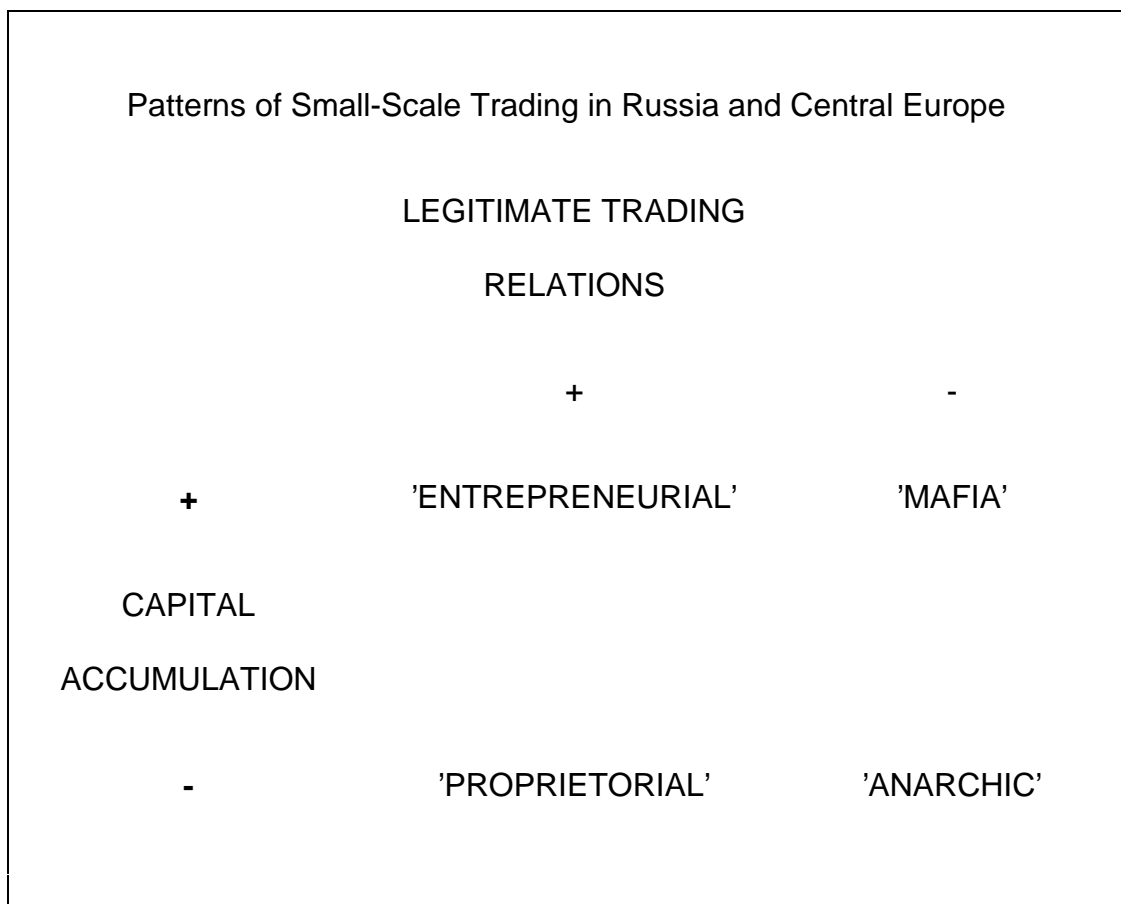 Patterns of Small-Scale Trading in Russia and Central Europe
LEGITIMATE TRADING
RELATIONS
+ -
+ ’ENTREPRENEURIAL’ ’MAFIA’
CAPITAL
ACCUMULATION
- ’PROPRIETORIAL’ ’ANARCHIC’